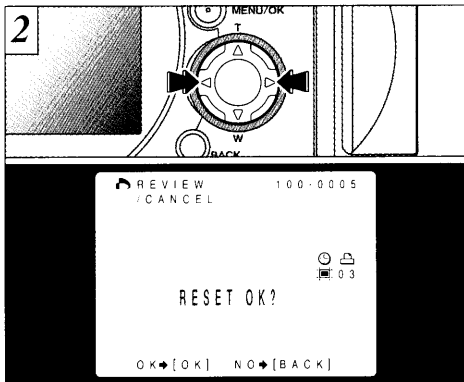 2
MENU/OK
T
W
BACK
REVIEW 100-0005
/CANCEL
03
RESET OK?
OK➡[OK] NO➡[BACK]